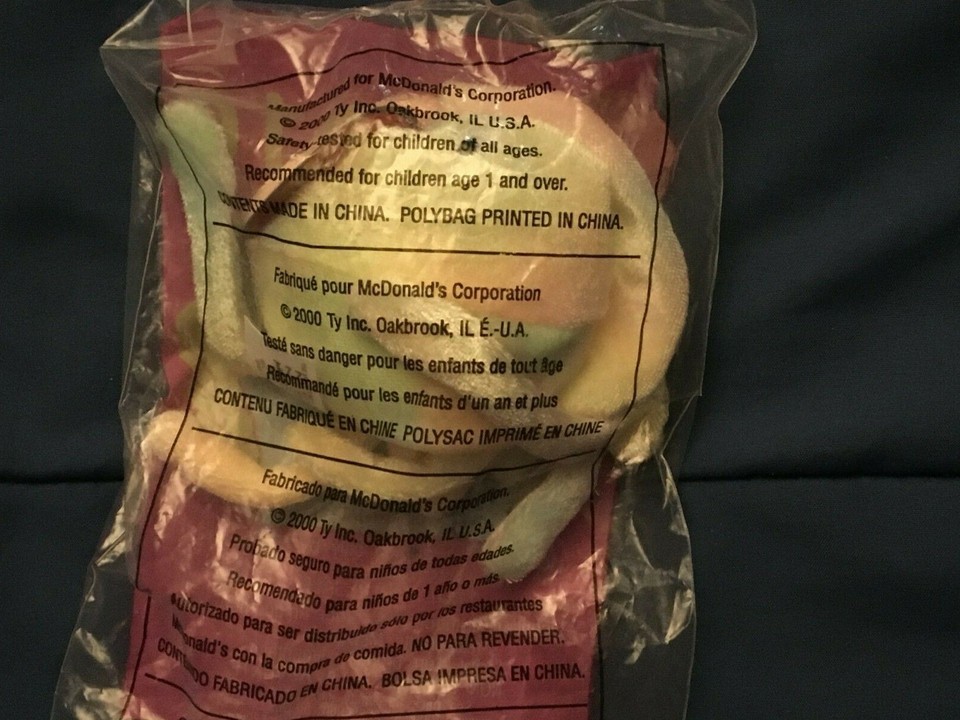 Manufactured for McDonald's Corporation.
© 2000 Ty Inc. Oakbrook, IL U.S.A.
Safety tested for children of all ages.
Recommended for children age 1 and over.
CONTENTS MADE IN CHINA. POLYBAG PRINTED IN CHINA.
Fabriqué pour McDonald's Corporation
© 2000 Ty Inc. Oakbrook, IL É.-U.A.
Testé sans danger pour les enfants de tout âge
Recommandé pour les enfants d'un an et plus
CONTENU FABRIQUÉ EN CHINE POLYSAC IMPRIMÉ EN CHINE
Fabricado para McDonald's Corporation.
© 2000 Ty Inc. Oakbrook, IL U.S.A.
Probado seguro para niños de todas edades.
Recomendado para niños de 1 año o más
Autorizado para ser distribuido sólo por los restaurantes
McDonald's con la compra de comida. NO PARA REVENDER.
CONTENIDO FABRICADO EN CHINA. BOLSA IMPRESA EN CHINA.